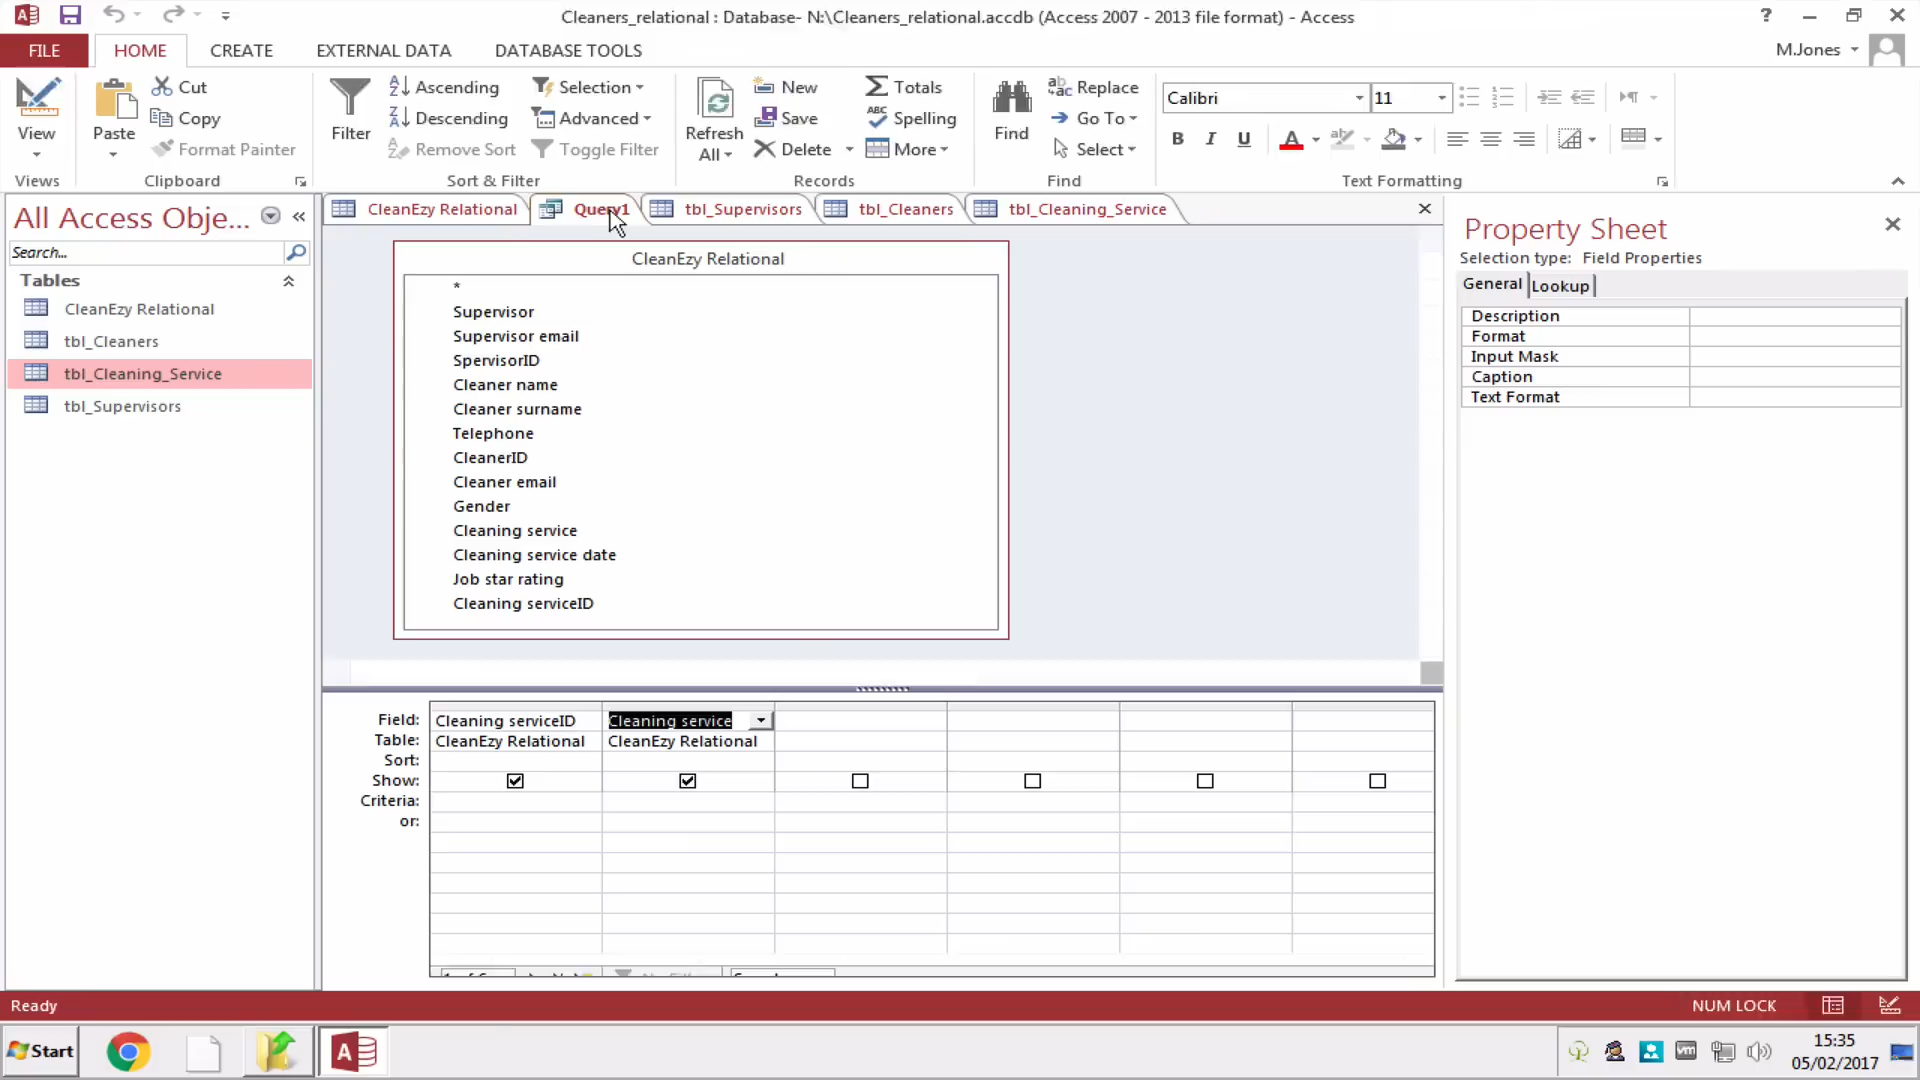 Cleaners_relational : Database- N:\Cleaners_relational.accdb (Access 2007 - 2013 file format) - Access
FILE HOME CREATE EXTERNAL DATA DATABASE TOOLS M.Jones
View
Views
Paste
Cut
Copy
Format Painter
Clipboard
Filter
Ascending
Descending
Remove Sort
Selection
Advanced
Toggle Filter
Sort & Filter
Refresh
All
New
Save
Delete
Totals
Spelling
More
Records
Find
Replace
Go To
Select
Find
Calibri 11
B I U
Text Formatting
All Access Obje...
Search...
Tables
CleanEzy Relational
tbl_Cleaners
tbl_Cleaning_Service
tbl_Supervisors
CleanEzy Relational Query1 tbl_Supervisors tbl_Cleaners tbl_Cleaning_Service
CleanEzy Relational
*
Supervisor
Supervisor email
SpervisorID
Cleaner name
Cleaner surname
Telephone
CleanerID
Cleaner email
Gender
Cleaning service
Cleaning service date
Job star rating
Cleaning serviceID
Field: Cleaning serviceID Cleaning service
Table: CleanEzy Relational CleanEzy Relational
Sort:
Show:
Criteria:
or:
Property Sheet
Selection type: Field Properties
General Lookup
Description
Format
Input Mask
Caption
Text Format
Ready NUM LOCK
Start
15:35
05/02/2017